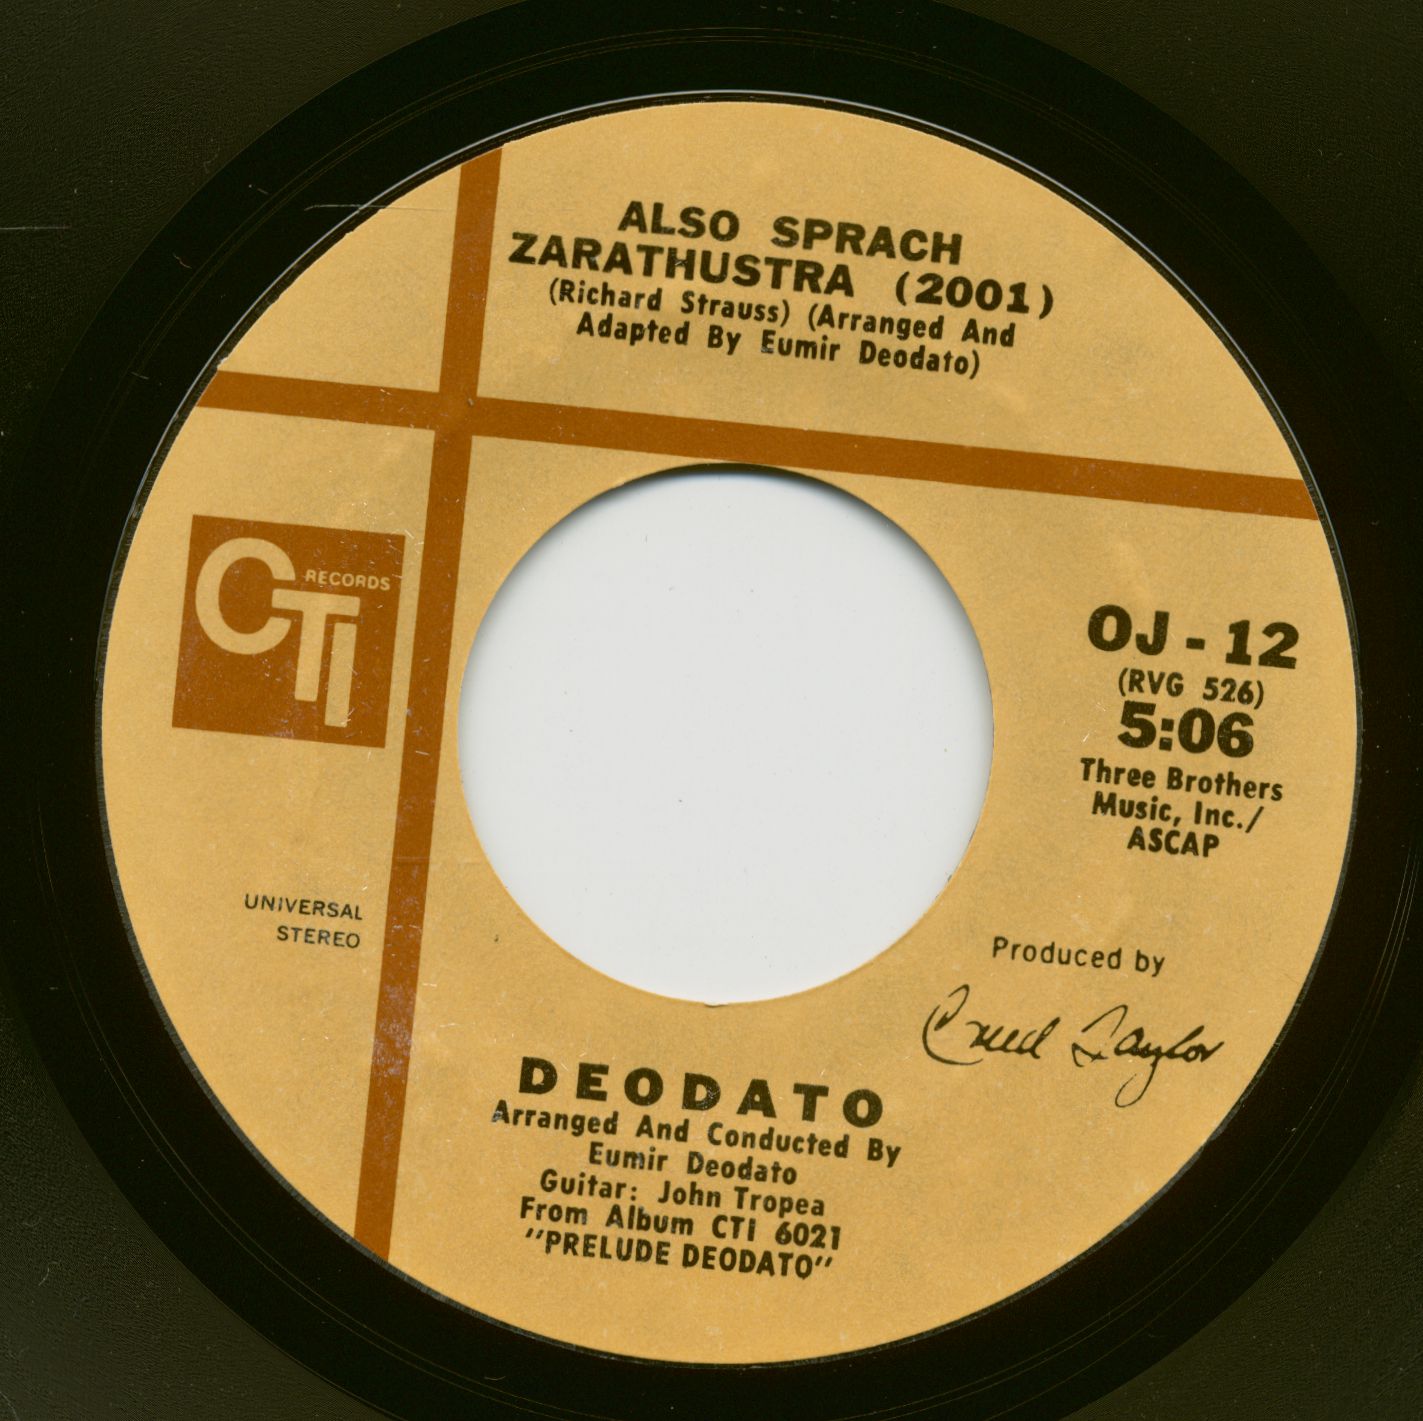 ALSO SPRACH
ZARATHUSTRA (2001)
(Richard Strauss) (Arranged And
Adapted By Eumir Deodato)
CTI
RECORDS
OJ - 12
(RVG 526)
5:06
Three Brothers
Music, Inc./
ASCAP
UNIVERSAL
STEREO
Produced by
Creed Taylor
DEODATO
Arranged And Conducted By
Eumir Deodato
Guitar: John Tropea
From Album CTI 6021
"PRELUDE DEODATO"